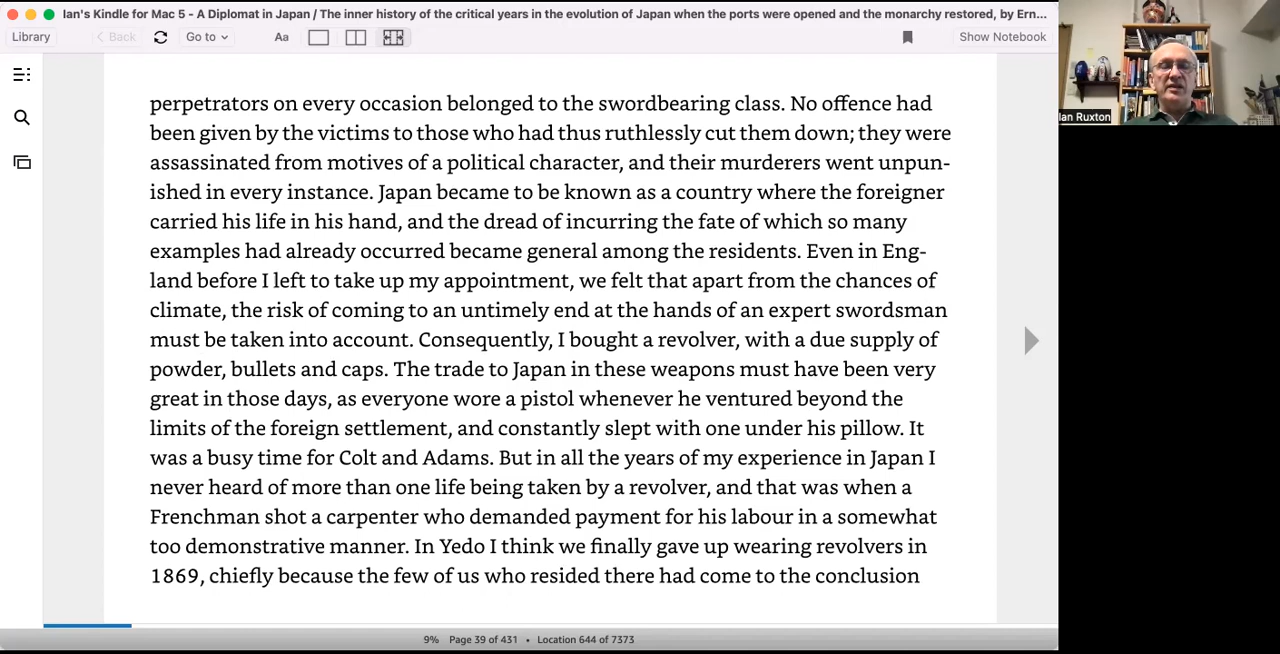 Ian's Kindle for Mac 5 - A Diplomat in Japan / The inner history of the critical years in the evolution of Japan when the ports were opened and the monarchy restored, by Ern...
Library
Back
Go to
Aa
Show Notebook
perpetrators on every occasion belonged to the swordbearing class. No offence had
been given by the victims to those who had thus ruthlessly cut them down; they were
assassinated from motives of a political character, and their murderers went unpun-
ished in every instance. Japan became to be known as a country where the foreigner
carried his life in his hand, and the dread of incurring the fate of which so many
examples had already occurred became general among the residents. Even in Eng-
land before I left to take up my appointment, we felt that apart from the chances of
climate, the risk of coming to an untimely end at the hands of an expert swordsman
must be taken into account. Consequently, I bought a revolver, with a due supply of
powder, bullets and caps. The trade to Japan in these weapons must have been very
great in those days, as everyone wore a pistol whenever he ventured beyond the
limits of the foreign settlement, and constantly slept with one under his pillow. It
was a busy time for Colt and Adams. But in all the years of my experience in Japan I
never heard of more than one life being taken by a revolver, and that was when a
Frenchman shot a carpenter who demanded payment for his labour in a somewhat
too demonstrative manner. In Yedo I think we finally gave up wearing revolvers in
1869, chiefly because the few of us who resided there had come to the conclusion
9% Page 39 of 431 • Location 644 of 7373
Ian Ruxton